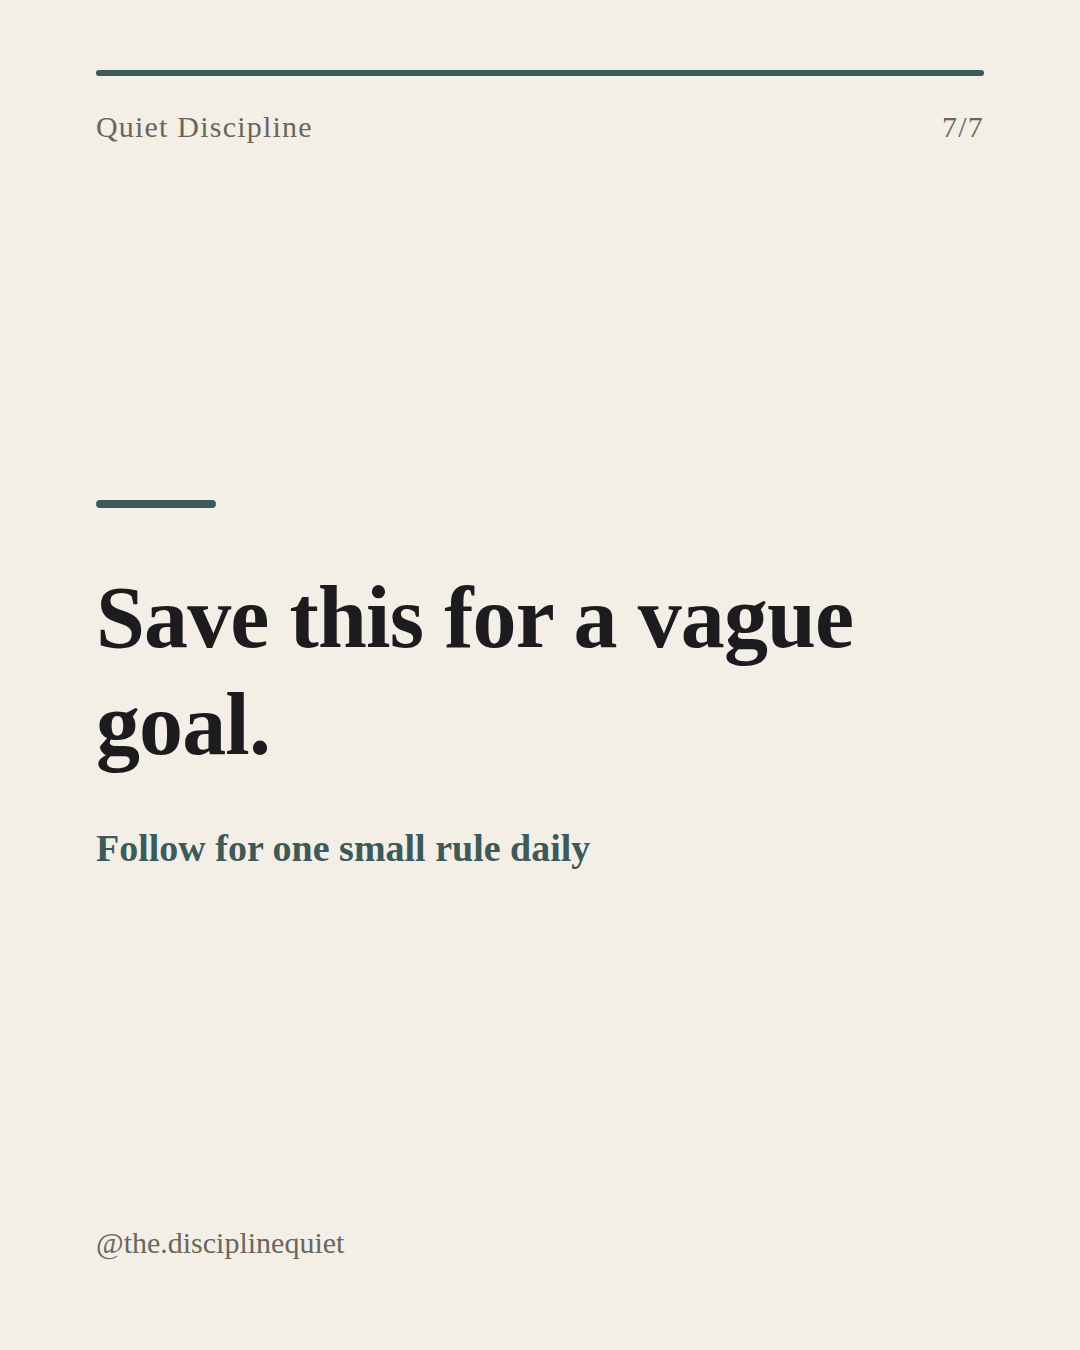 Quiet Discipline
7/7
Save this for a vague
goal.
Follow for one small rule daily
@the.disciplinequiet